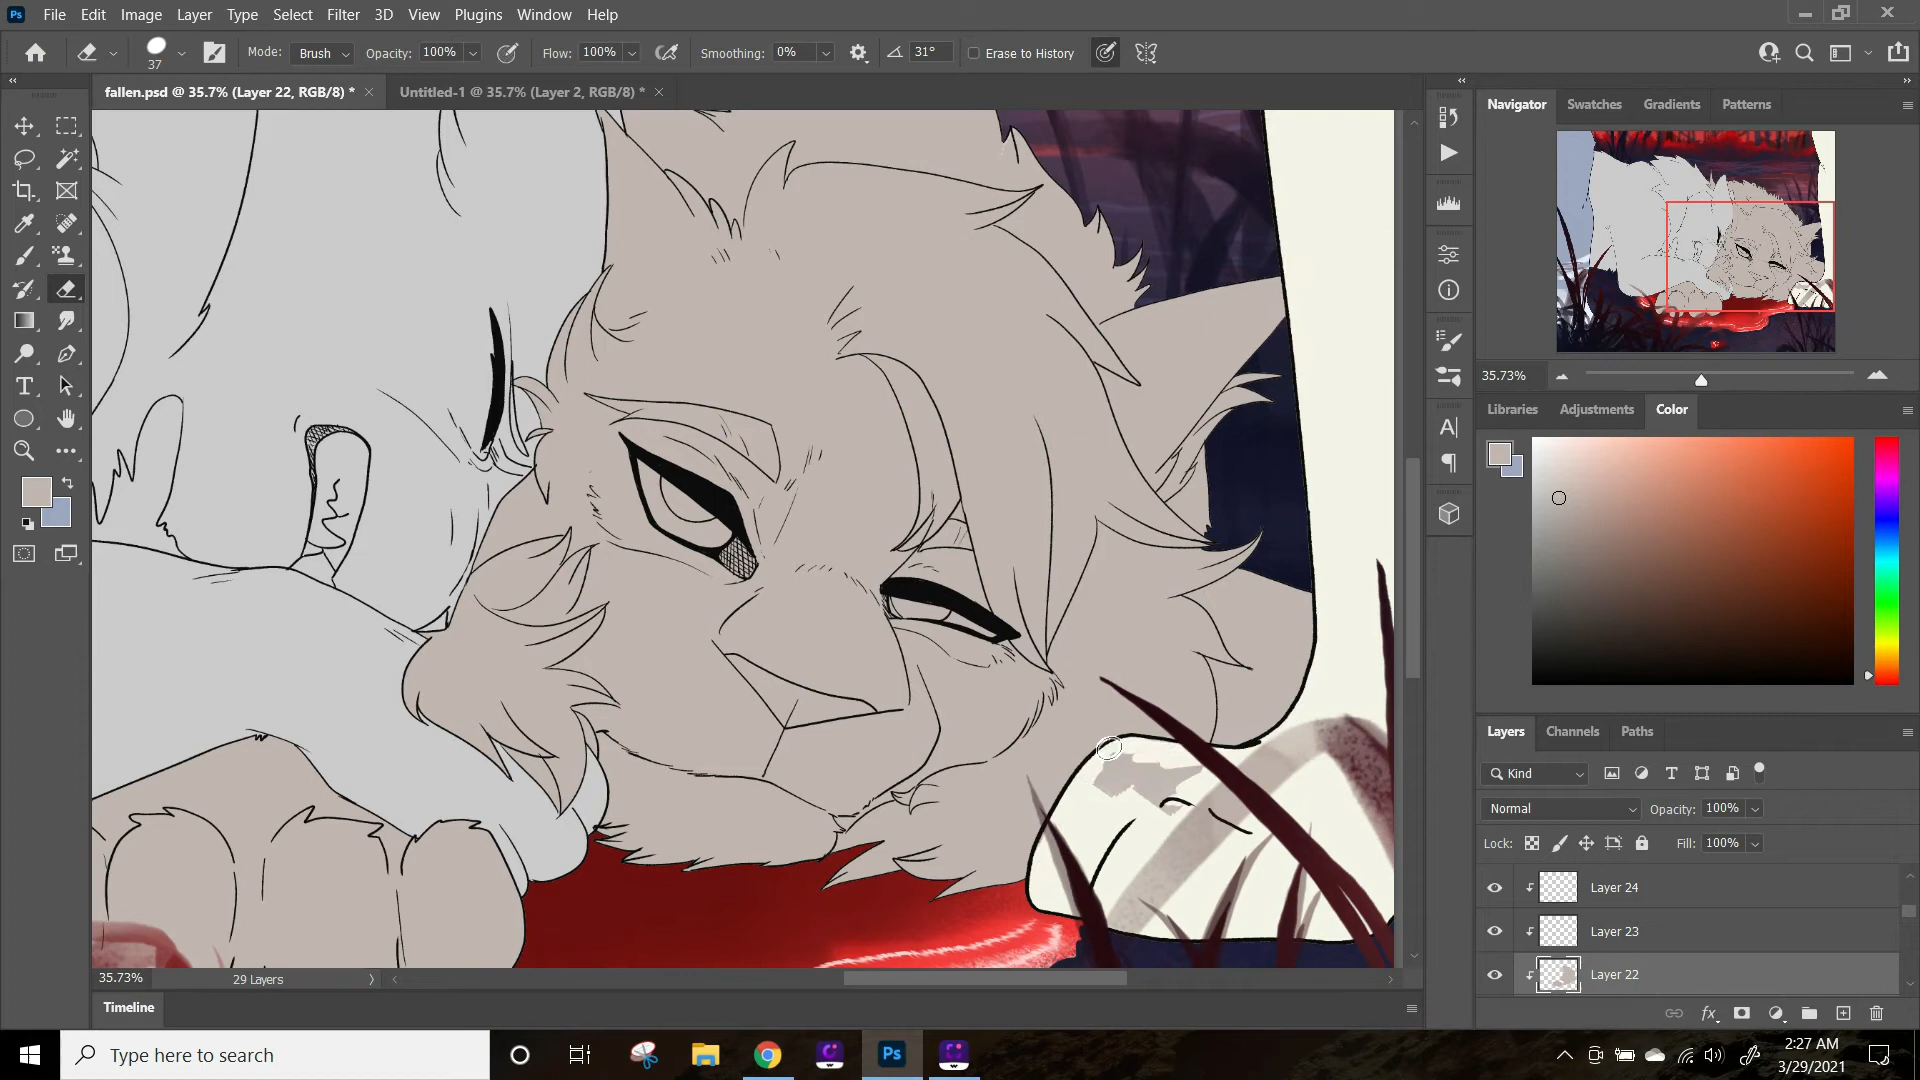 Ps File Edit Image Layer Type Select Filter 3D View Plugins Window Help
37 Mode: Brush Opacity: 100% Flow: 100% Smoothing: 0% 31° Erase to History
fallen.psd @ 35.7% (Layer 22, RGB/8) * Untitled-1 @ 35.7% (Layer 2, RGB/8) *
Navigator Swatches Gradients Patterns
35.73%
Libraries Adjustments Color
Layers Channels Paths
Kind
Normal Opacity: 100%
Lock: Fill: 100%
Layer 24
Layer 23
Layer 22
35.73% 29 Layers
Timeline
Type here to search
Ps
2:27 AM
3/29/2021